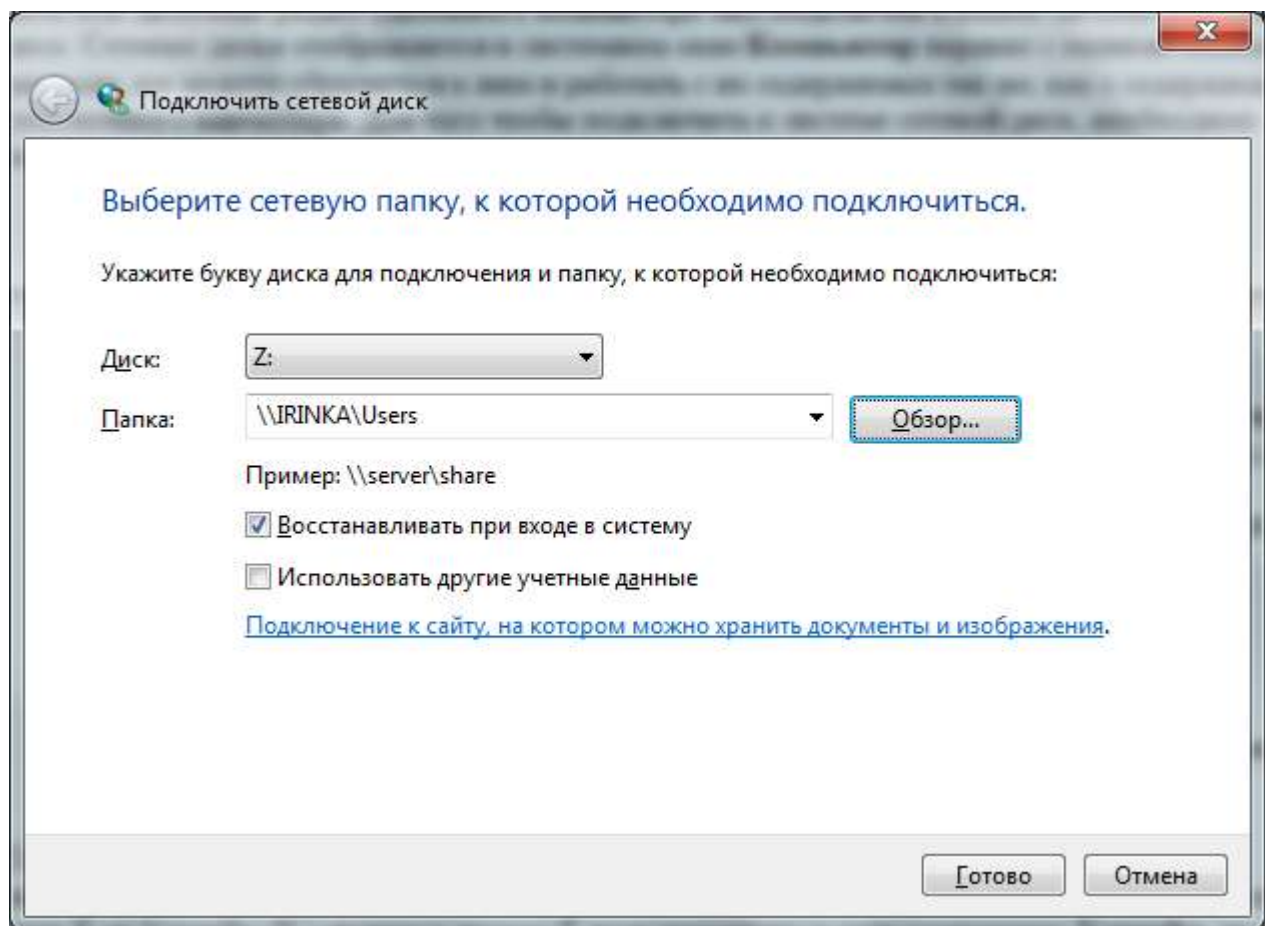 Подключить сетевой диск
Выберите сетевую папку, к которой необходимо подключиться.
Укажите букву диска для подключения и папку, к которой необходимо подключиться:
Диск: Z:
Папка: \\IRINKA\Users Обзор...
Пример: \\server\share
Восстанавливать при входе в систему
Использовать другие учетные данные
Подключение к сайту, на котором можно хранить документы и изображения.
Готово Отмена